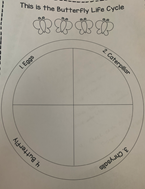 This is the Butterfly Life Cycle
1. Eggs
2. Caterpillar
3. Chrysalis
4. Butterfly